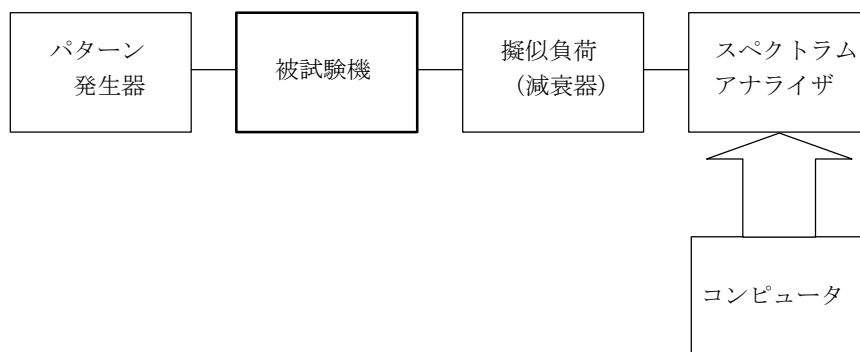 パターン
発生器
被試験機
擬似負荷
（減衰器）
スペクトラム
アナライザ
コンピュータ